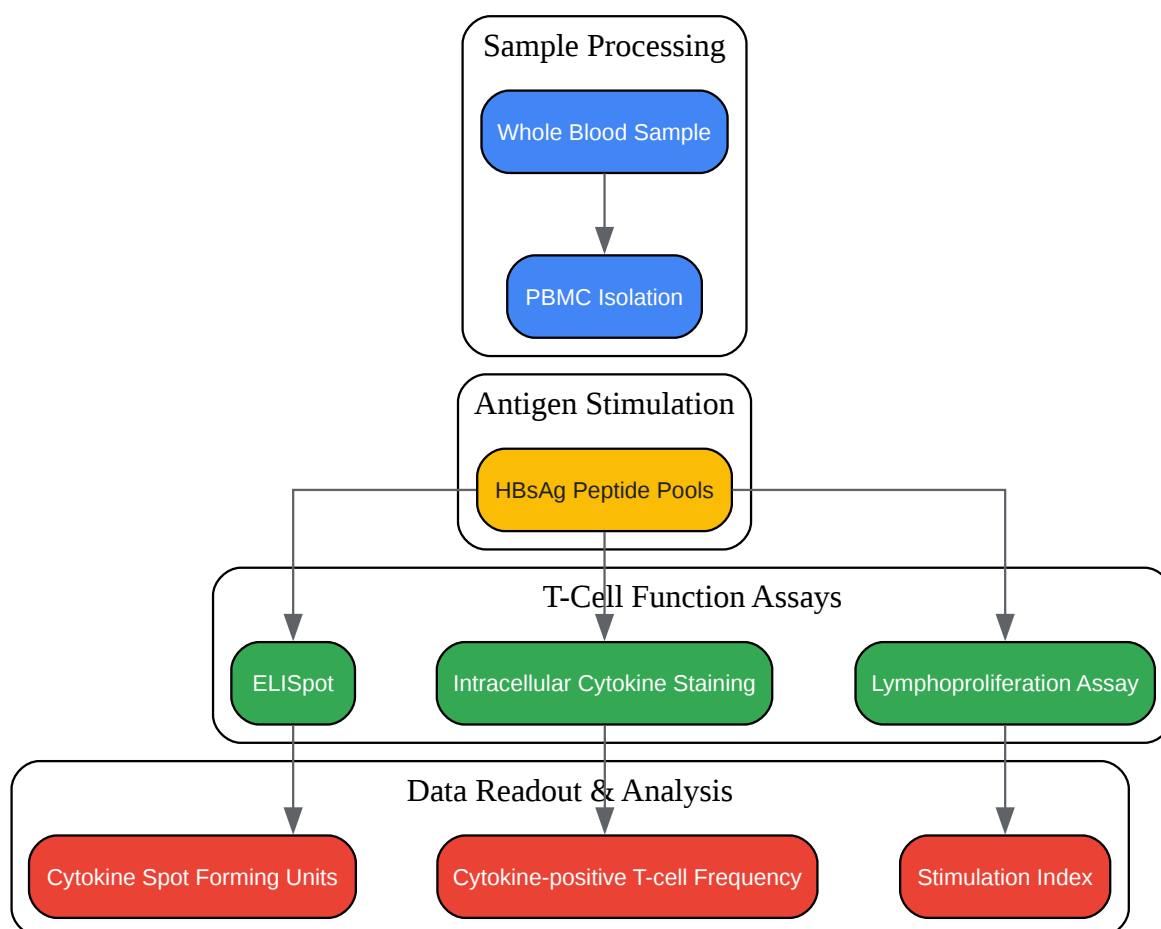 Sample Processing
Whole Blood Sample
PBMC Isolation
Antigen Stimulation
HBsAg Peptide Pools
T-Cell Function Assays
ELISpot
Intracellular Cytokine Staining
Lymphoproliferation Assay
Data Readout & Analysis
Cytokine Spot Forming Units
Cytokine-positive T-cell Frequency
Stimulation Index